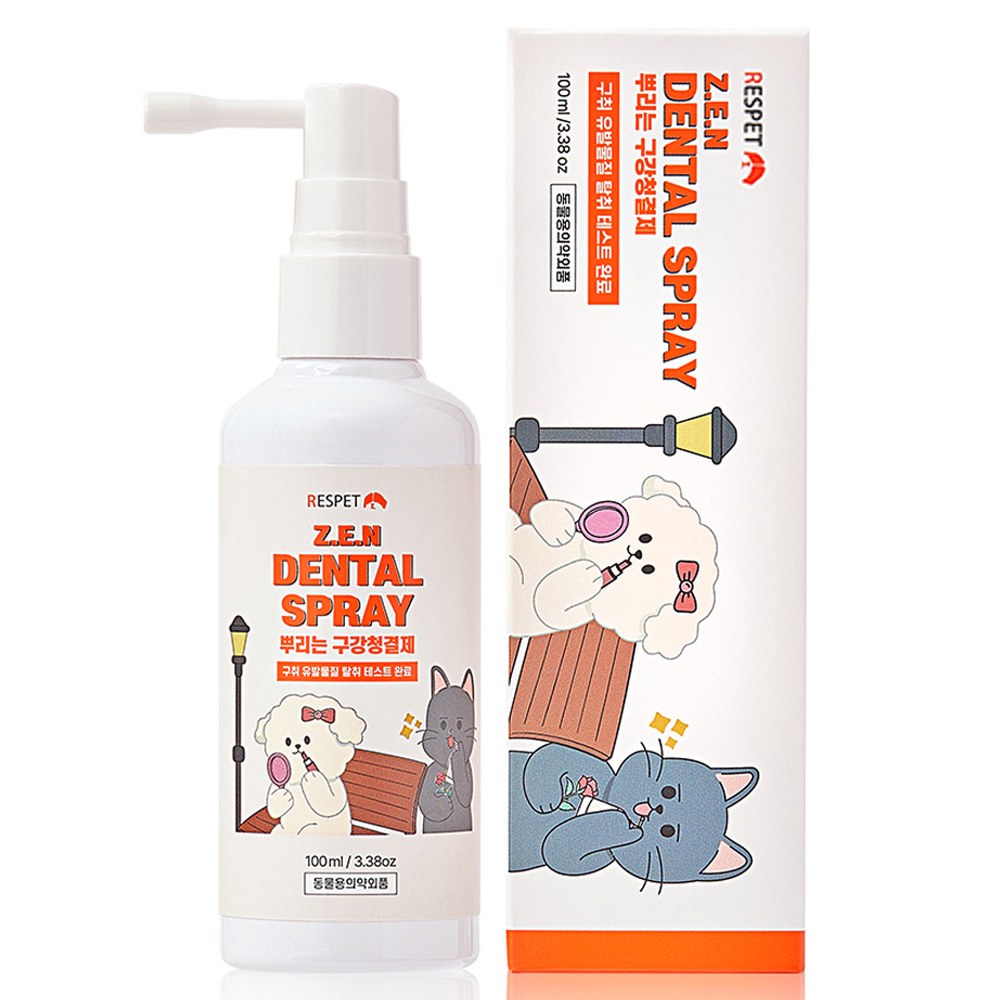 RESPET
Z.E.N
DENTAL
SPRAY
뿌리는 구강청결제
구취 유발물질 탈취 테스트 완료
100ml / 3.38oz
동물용의약외품
RESPET
Z.E.N
DENTAL SPRAY
뿌리는 구강청결제
구취 유발물질 탈취 테스트 완료
100ml /3.38 oz
동물용의약외품